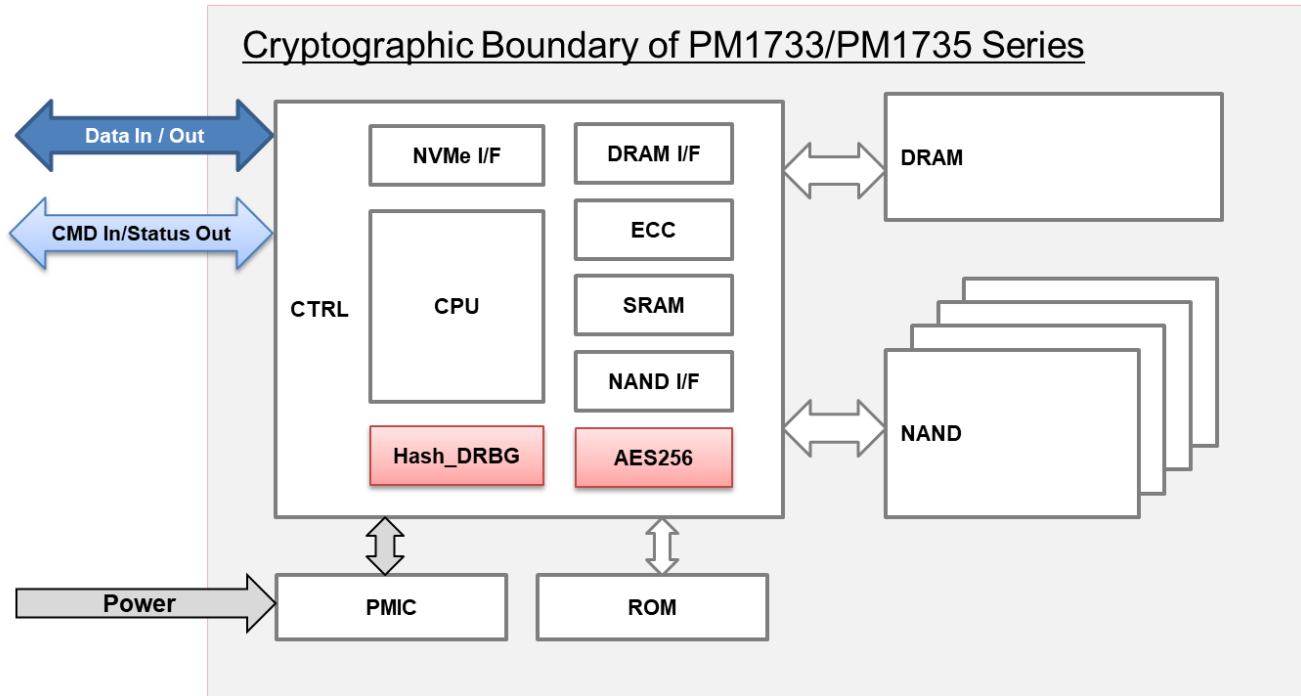 Cryptographic Boundary of PM1733/PM1735 Series
Data In / Out
CMD In/Status Out
CTRL
NVMe I/F
CPU
Hash_DRBG
DRAM I/F
ECC
SRAM
NAND I/F
AES256
DRAM
NAND
Power
PMIC
ROM